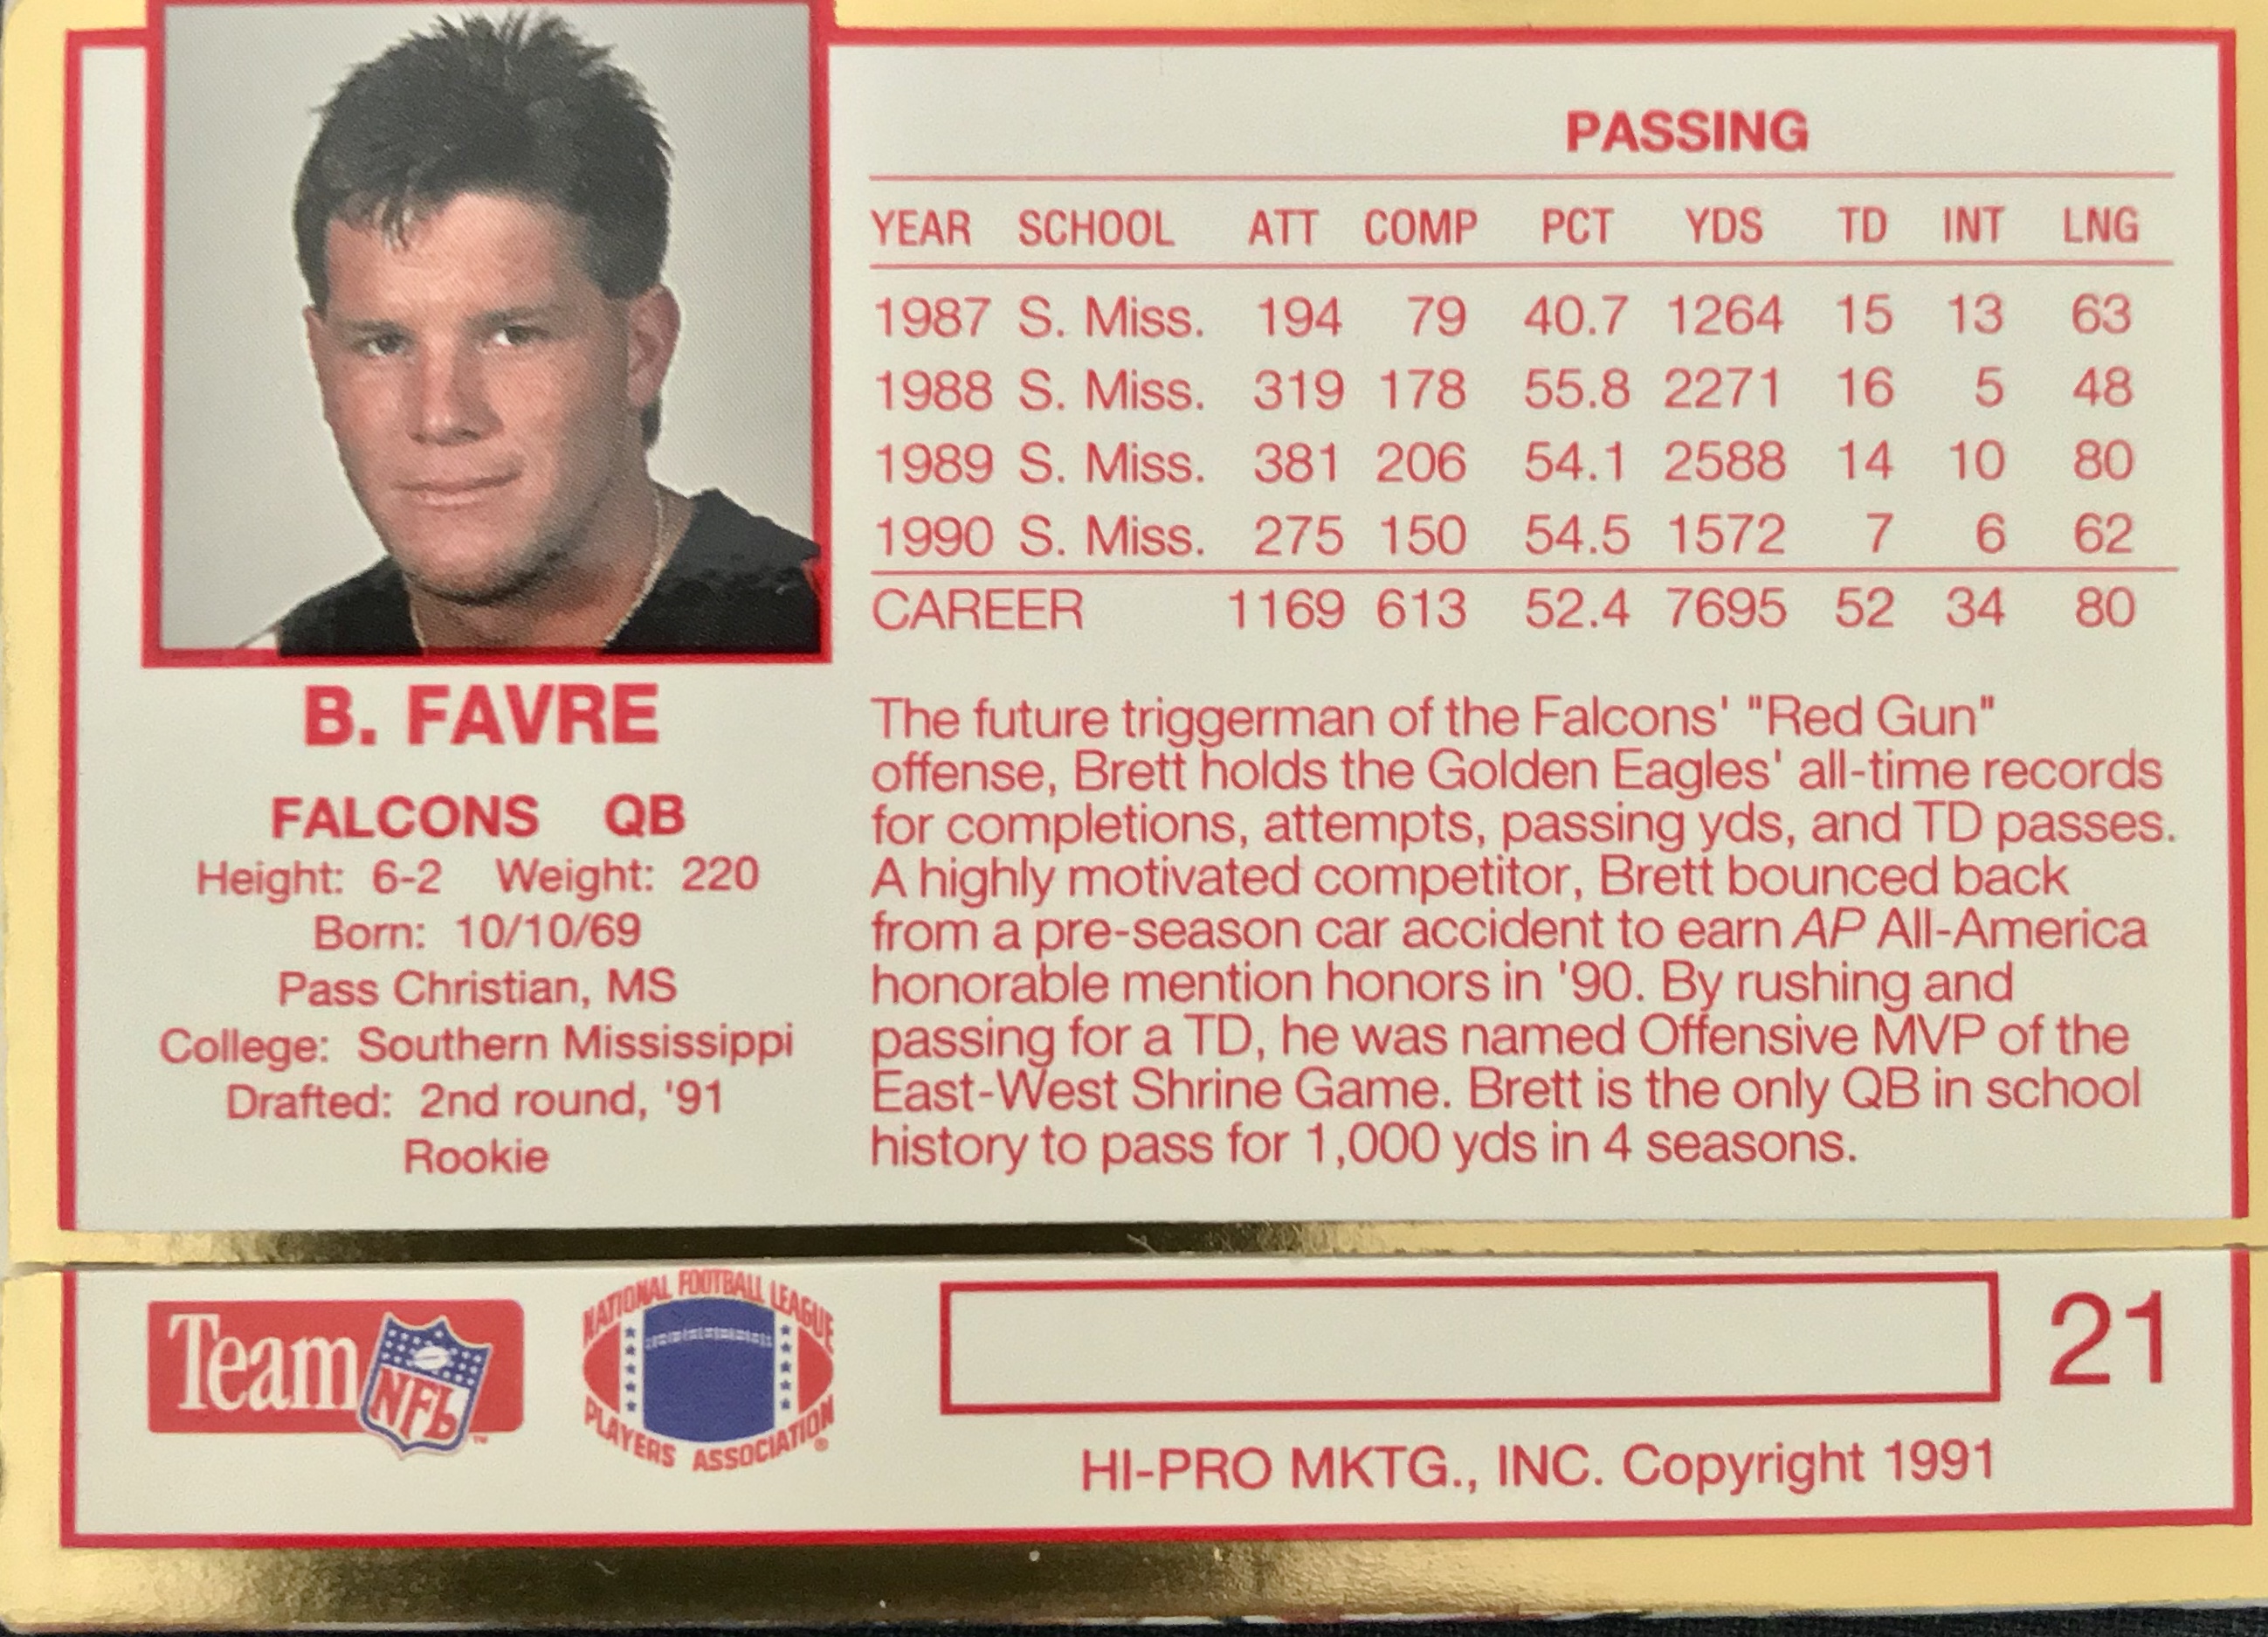 PASSING
YEAR SCHOOL ATT COMP PCT YDS TD INT LNG
1987 S. Miss. 194 79 40.7 1264 15 13 63
1988 S. Miss. 319 178 55.8 2271 16 5 48
1989 S. Miss. 381 206 54.1 2588 14 10 80
1990 S. Miss. 275 150 54.5 1572 7 6 62
CAREER 1169 613 52.4 7695 52 34 80
B. FAVRE
FALCONS QB
Height: 6-2 Weight: 220
Born: 10/10/69
Pass Christian, MS
College: Southern Mississippi
Drafted: 2nd round, '91
Rookie
The future triggerman of the Falcons' "Red Gun"
offense, Brett holds the Golden Eagles' all-time records
for completions, attempts, passing yds, and TD passes.
A highly motivated competitor, Brett bounced back
from a pre-season car accident to earn AP All-America
honorable mention honors in '90. By rushing and
passing for a TD, he was named Offensive MVP of the
East-West Shrine Game. Brett is the only QB in school
history to pass for 1,000 yds in 4 seasons.
Team NFL™
NATIONAL FOOTBALL LEAGUE
PLAYERS ASSOCIATION®
21
HI-PRO MKTG., INC. Copyright 1991